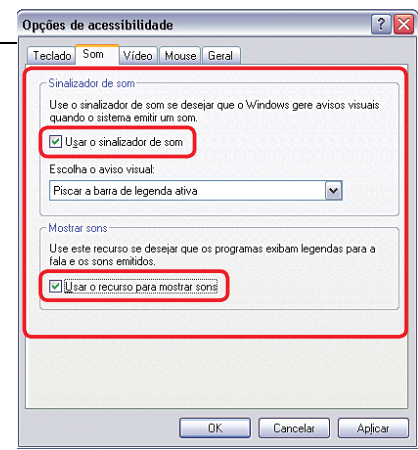 Opções de acessibilidade
Teclado Som Vídeo Mouse Geral
Sinalizador de som
Use o sinalizador de som se desejar que o Windows gere avisos visuais
quando o sistema emitir um som.
Usar o sinalizador de som
Escolha o aviso visual:
Piscar a barra de legenda ativa
Mostrar sons
Use este recurso se desejar que os programas exibam legendas para a
fala e os sons emitidos.
Usar o recurso para mostrar sons
OK Cancelar Aplicar